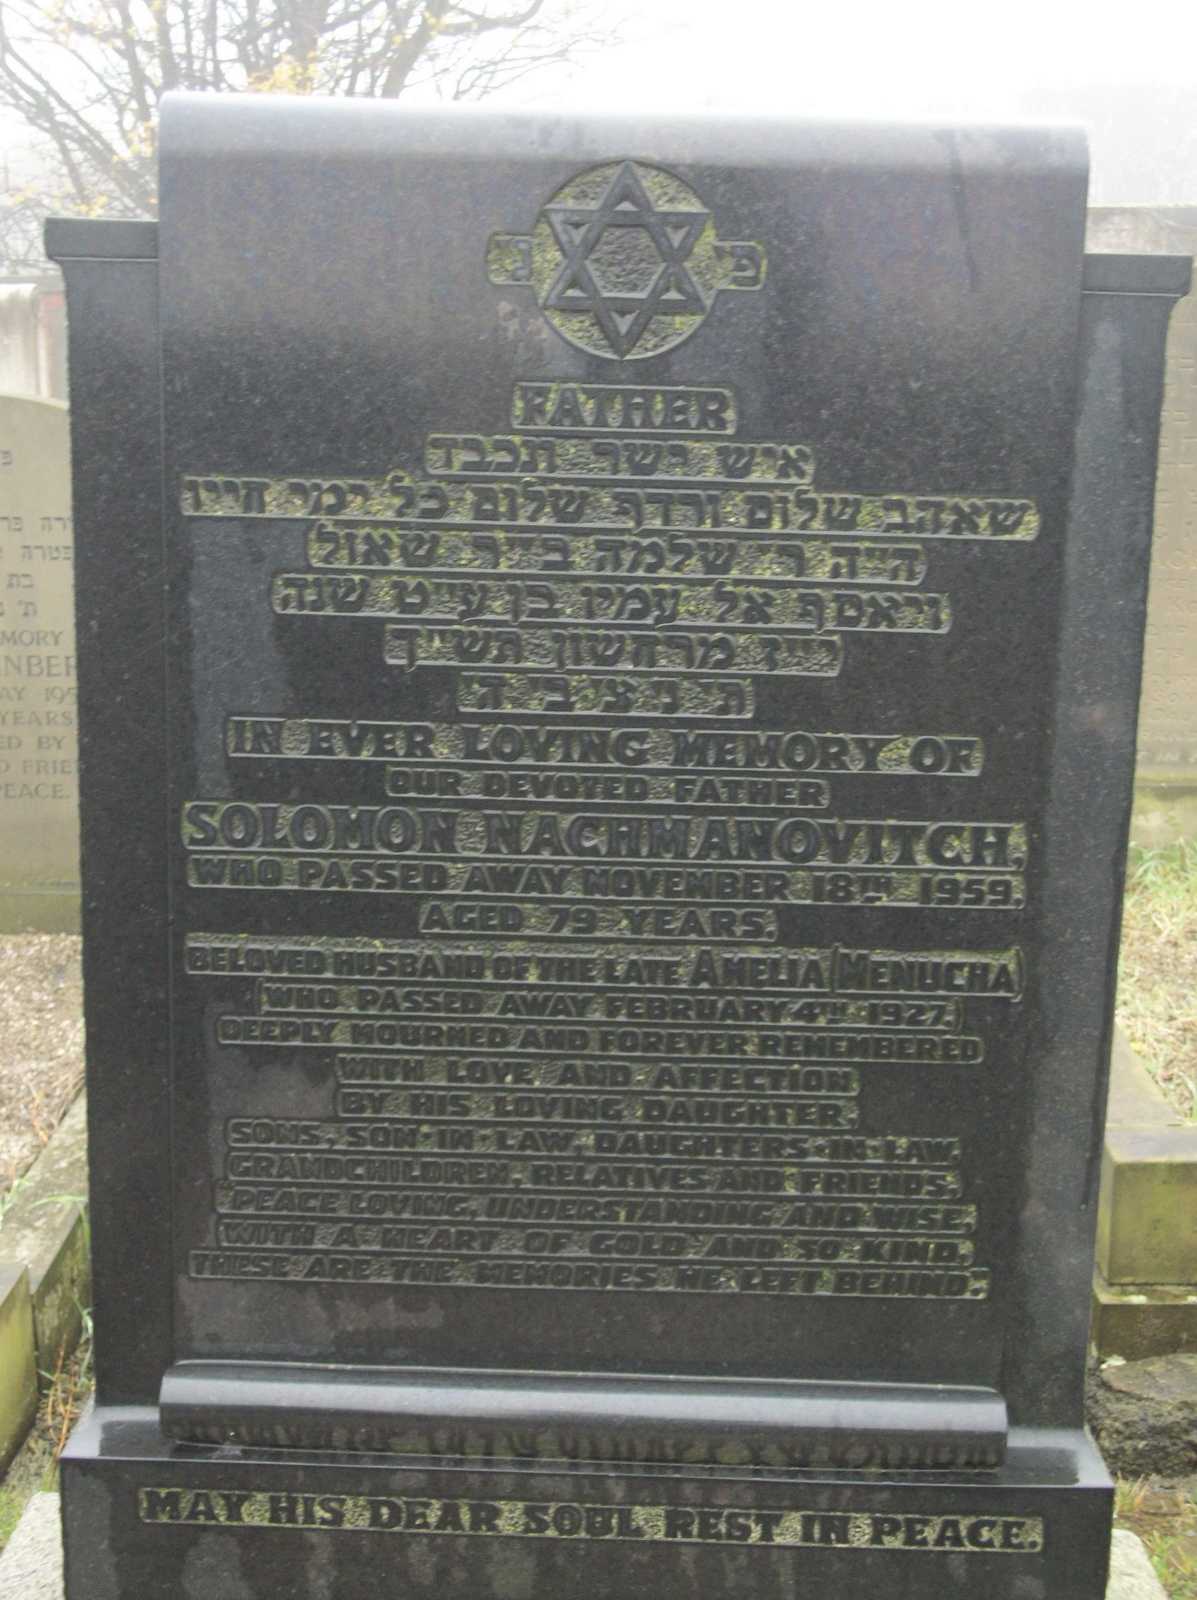 פ״ נ״
FATHER
איש ישר ונכבד
שאהב שלום ורדף שלום כל ימי חייו
ה״ה ר׳ שלמה ב״ר שאול
ויאסף אל עמיו בן ע״ט שנה
י״ז מרחשון תש״ך
ת׳ נ׳ צ׳ ב׳ ה׳
IN EVER LOVING MEMORY OF
OUR DEVOTED FATHER
SOLOMON NACHMANOVITCH.
WHO PASSED AWAY NOVEMBER 18TH 1959.
AGED 79 YEARS.
BELOVED HUSBAND OF THE LATE AMELIA (MENUCHA)
(WHO PASSED AWAY FEBRUARY 4TH 1927.)
DEEPLY MOURNED AND FOREVER REMEMBERED
WITH LOVE AND AFFECTION
BY HIS LOVING DAUGHTER,
SONS, SON-IN-LAW, DAUGHTERS-IN-LAW.
GRANDCHILDREN, RELATIVES AND FRIENDS.
"PEACE LOVING, UNDERSTANDING AND WISE,
WITH A HEART OF GOLD AND SO KIND,
THESE ARE THE MEMORIES HE LEFT BEHIND."
MAY HIS DEAR SOUL REST IN PEACE.